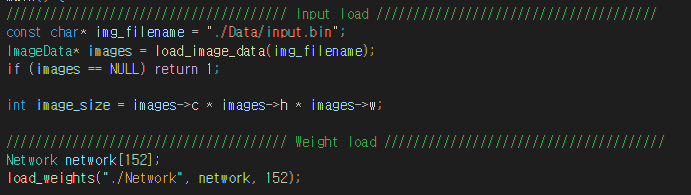 main() {
////////////////////////////////////// Input load //////////////////////////////////////
const char* img_filename = "./Data/input.bin";
ImageData* images = load_image_data(img_filename);
if (images == NULL) return 1;
int image_size = images->c * images->h * images->w;
////////////////////////////////////// Weight load //////////////////////////////////////
Network network[152];
load_weights("./Network", network, 152);